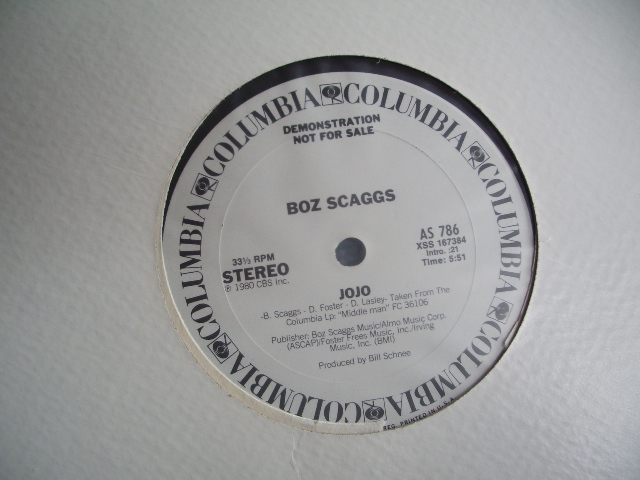 COLUMBIA COLUMBIA COLUMBIA COLUMBIA COLUMBIA COLUMBIA
DEMONSTRATION
NOT FOR SALE
BOZ SCAGGS
33⅓ RPM
STEREO
℗ 1980 CBS Inc.
AS 786
XSS 167384
Intro. :21
Time: 5:51
JOJO
-B. Scaggs - D. Foster - D. Lasley- Taken From The
Columbia Lp: "Middle man" FC 36106
Publisher: Boz Scaggs Music/Almo Music Corp.
(ASCAP)/Foster Frees Music, Inc./Irving
Music, Inc. (BMI)
Produced by Bill Schnee
REG. PRINTED IN U.S.A.